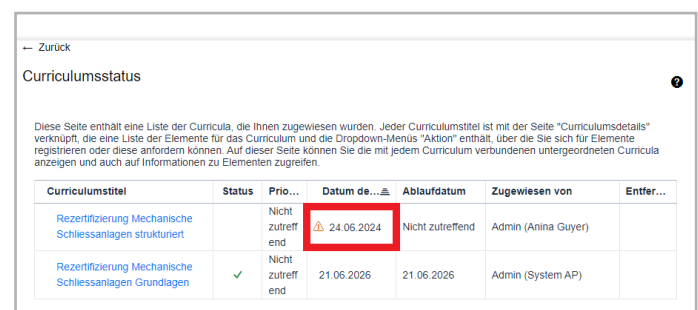 ← Zurück
Curriculumsstatus
Diese Seite enthält eine Liste der Curricula, die Ihnen zugewiesen wurden. Jeder Curriculumstitel ist mit der Seite "Curriculumsdetails"
verknüpft, die eine Liste der Elemente für das Curriculum und die Dropdown-Menüs "Aktion" enthält, über die Sie sich für Elemente
registrieren oder diese anfordern können. Auf dieser Seite können Sie die mit jedem Curriculum verbundenen untergeordneten Curricula
anzeigen und auch auf Informationen zu Elementen zugreifen.
Curriculumstitel Status Prio... Datum de... Ablaufdatum Zugewiesen von Entfer...
Rezertifizierung Mechanische
Schliessanlagen strukturiert
Nicht
zutreff
end
24.06.2024
Nicht zutreffend
Admin (Anina Guyer)
Rezertifizierung Mechanische
Schliessanlagen Grundlagen
✓
Nicht
zutreff
end
21.06.2026
21.06.2026
Admin (System AP)